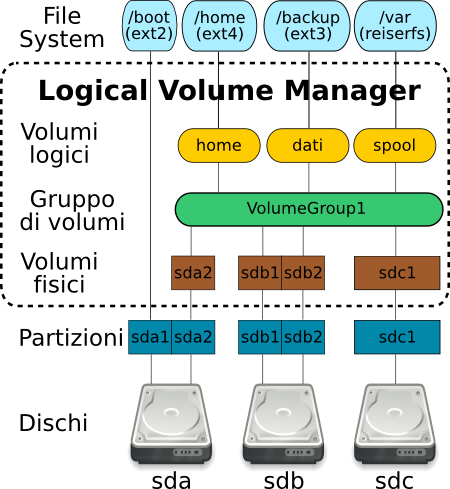 File
System
/boot
(ext2)
/home
(ext4)
/backup
(ext3)
/var
(reiserfs)
Logical Volume Manager
Volumi
logici
home
dati
spool
Gruppo
di volumi
VolumeGroup1
Volumi
fisici
sda2
sdb1
sdb2
sdc1
Partizioni
sda1
sda2
sdb1
sdb2
sdc1
Dischi
sda
sdb
sdc